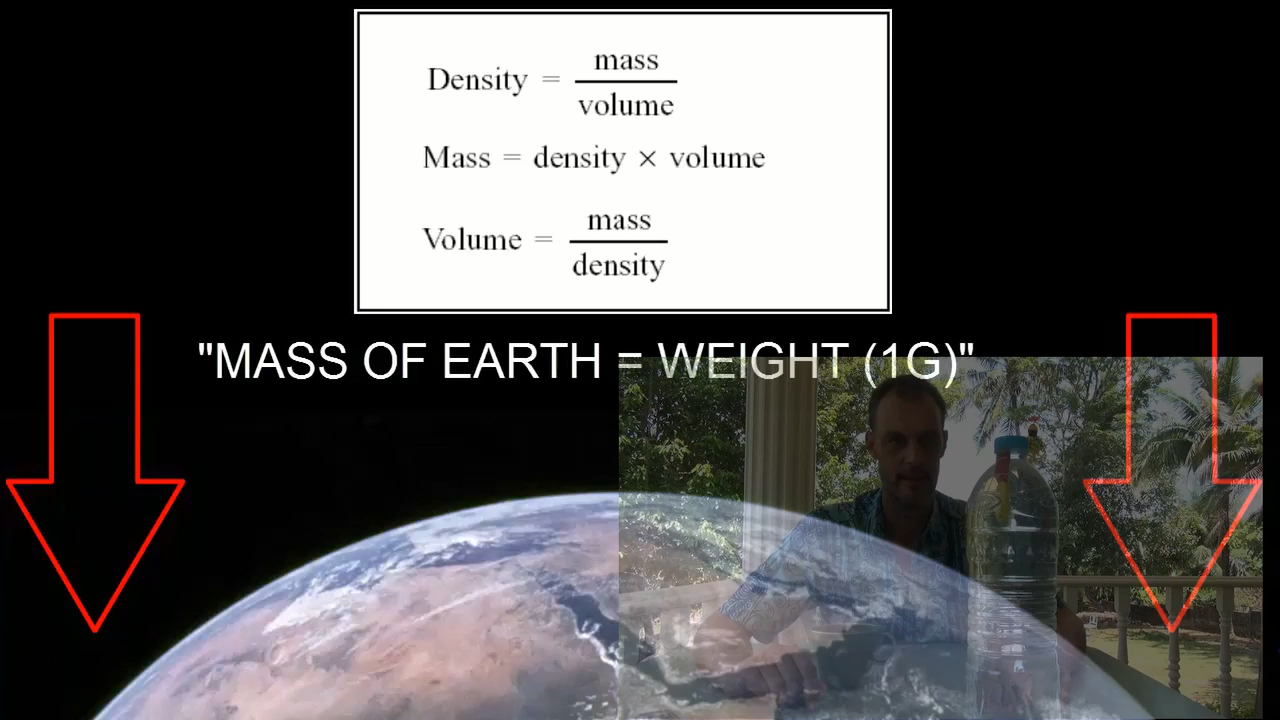 Density = mass
volume
Mass = density × volume
Volume = mass
density
"MASS OF EARTH = WEIGHT (1G)"